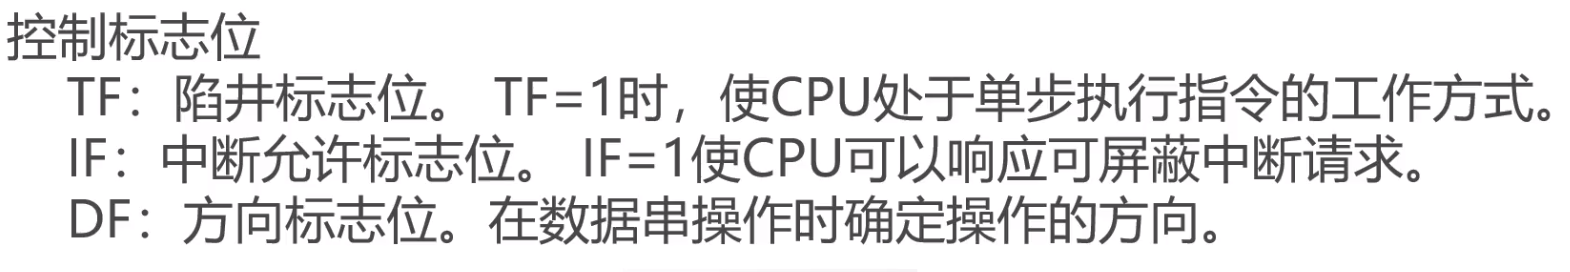 控制标志位
TF：陷井标志位。 TF=1时，使CPU处于单步执行指令的工作方式。
IF：中断允许标志位。 IF=1使CPU可以响应可屏蔽中断请求。
DF：方向标志位。在数据串操作时确定操作的方向。